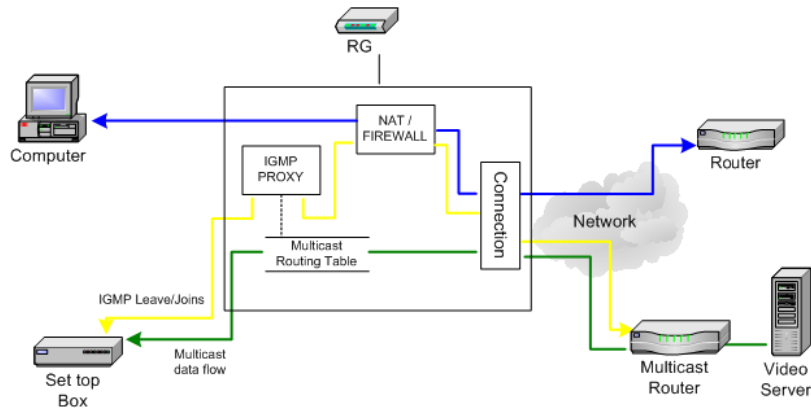 RG
NAT /
FIREWALL
Computer
IGMP
PROXY
Connection
Router
Network
Multicast
Routing Table
IGMP Leave/Joins
Multicast
data flow
Set top
Box
Multicast
Router
Video
Server